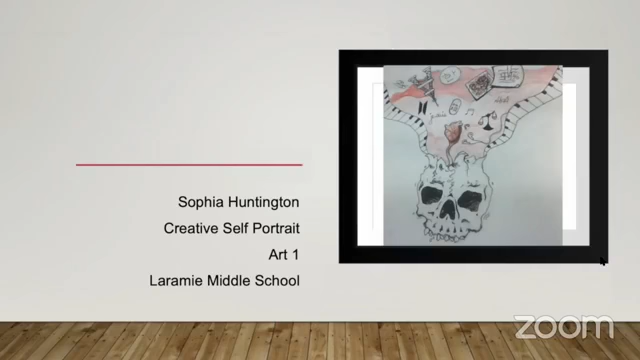 Sophia Huntington
Creative Self Portrait
Art 1
Laramie Middle School
zoom